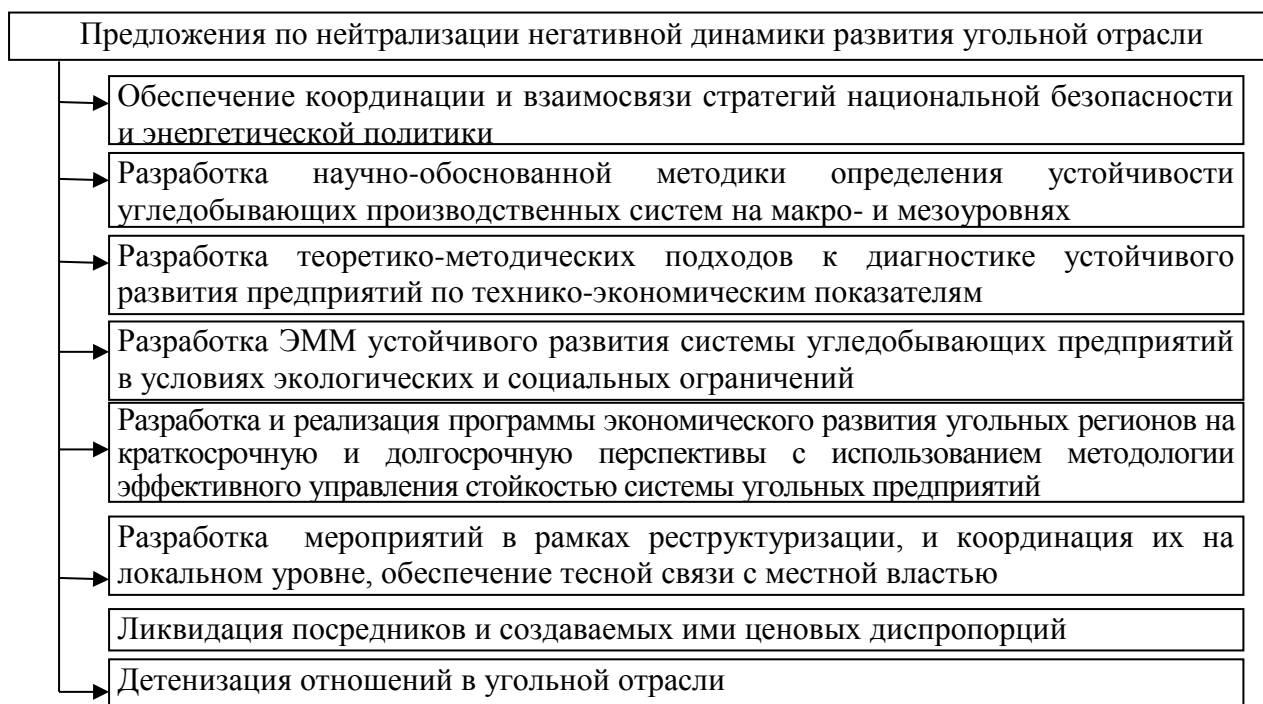 Предложения по нейтрализации негативной динамики развития угольной отрасли
Обеспечение координации и взаимосвязи стратегий национальной безопасности
и энергетической политики
Разработка научно-обоснованной методики определения устойчивости
угледобывающих производственных систем на макро- и мезоуровнях
Разработка теоретико-методических подходов к диагностике устойчивого
развития предприятий по технико-экономическим показателям
Разработка ЭММ устойчивого развития системы угледобывающих предприятий
в условиях экологических и социальных ограничений
Разработка и реализация программы экономического развития угольных регионов на
краткосрочную и долгосрочную перспективы с использованием методологии
эффективного управления стойкостью системы угольных предприятий
Разработка мероприятий в рамках реструктуризации, и координация их на
локальном уровне, обеспечение тесной связи с местной властью
Ликвидация посредников и создаваемых ими ценовых диспропорций
Детенизация отношений в угольной отрасли